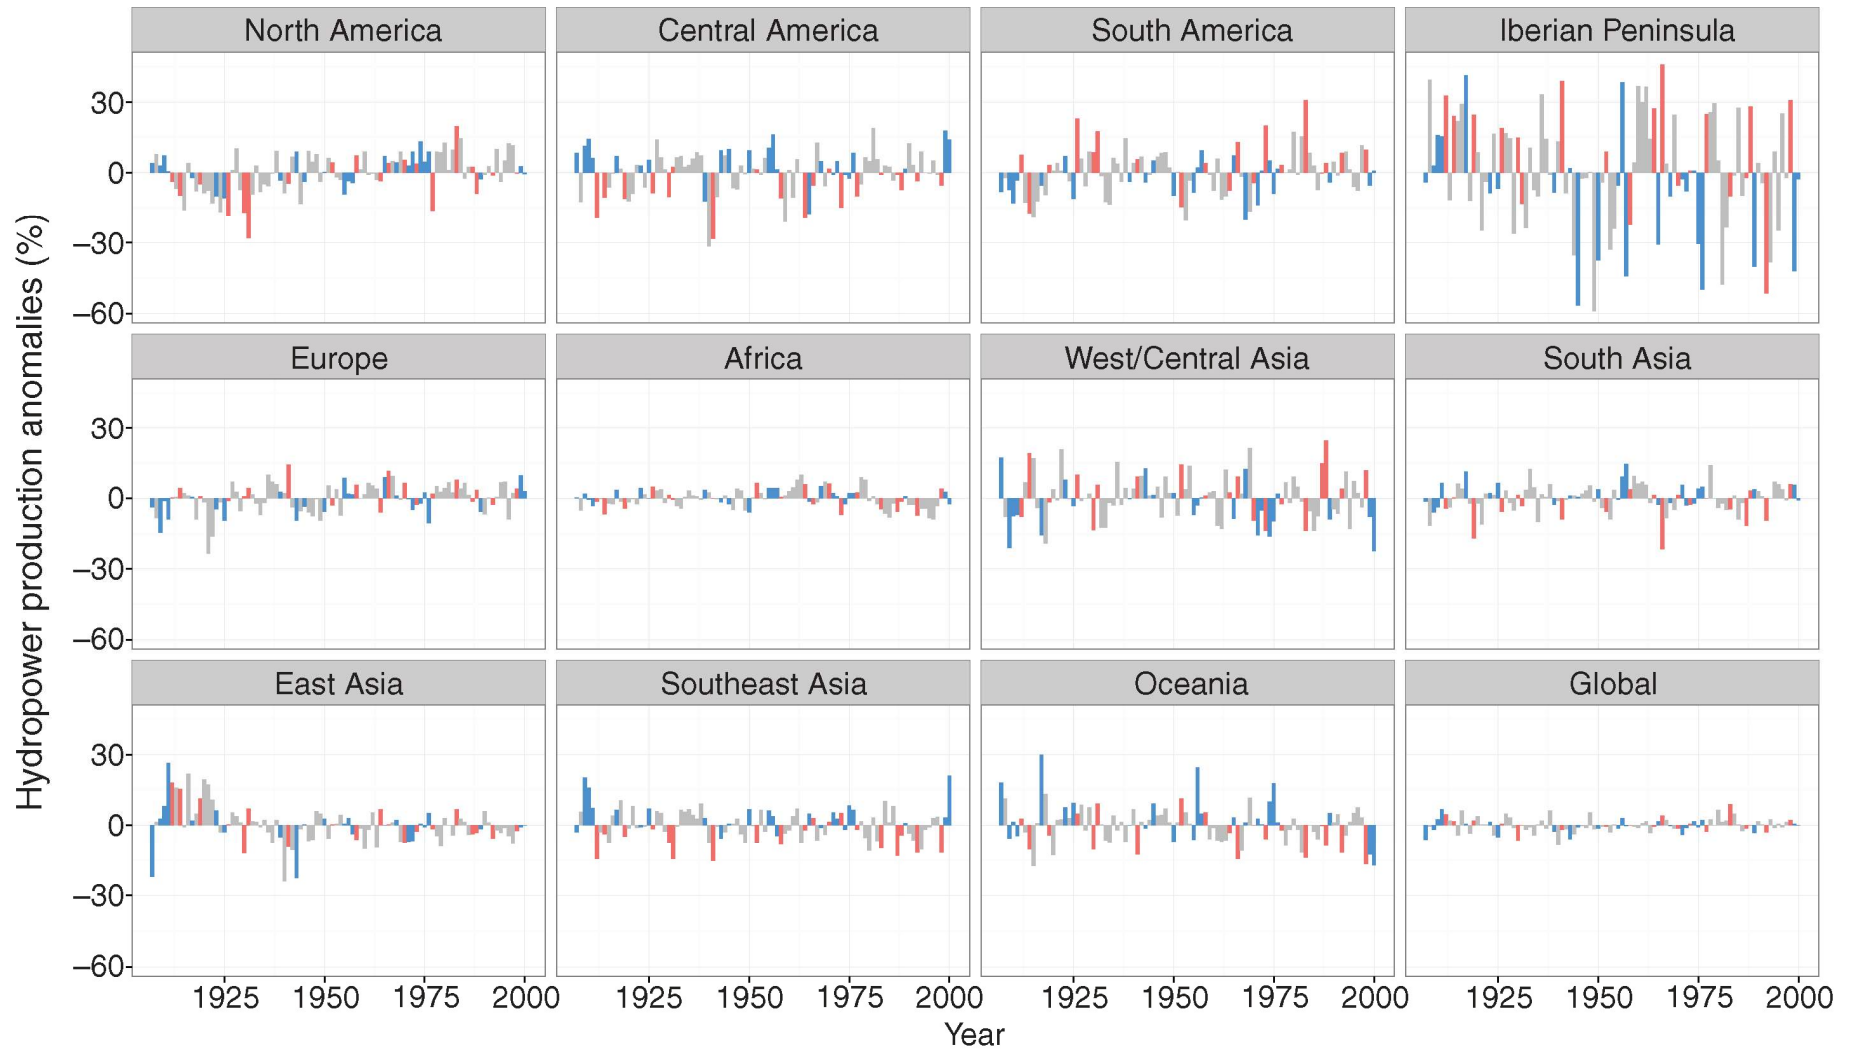 North America Central America South America Iberian Peninsula
30
0
−30
−60
Europe Africa West/Central Asia South Asia
30
0
−30
−60
East Asia Southeast Asia Oceania Global
30
0
−30
−60
1925 1950 1975 2000 1925 1950 1975 2000 1925 1950 1975 2000 1925 1950 1975 2000
Year
Hydropower production anomalies (%)